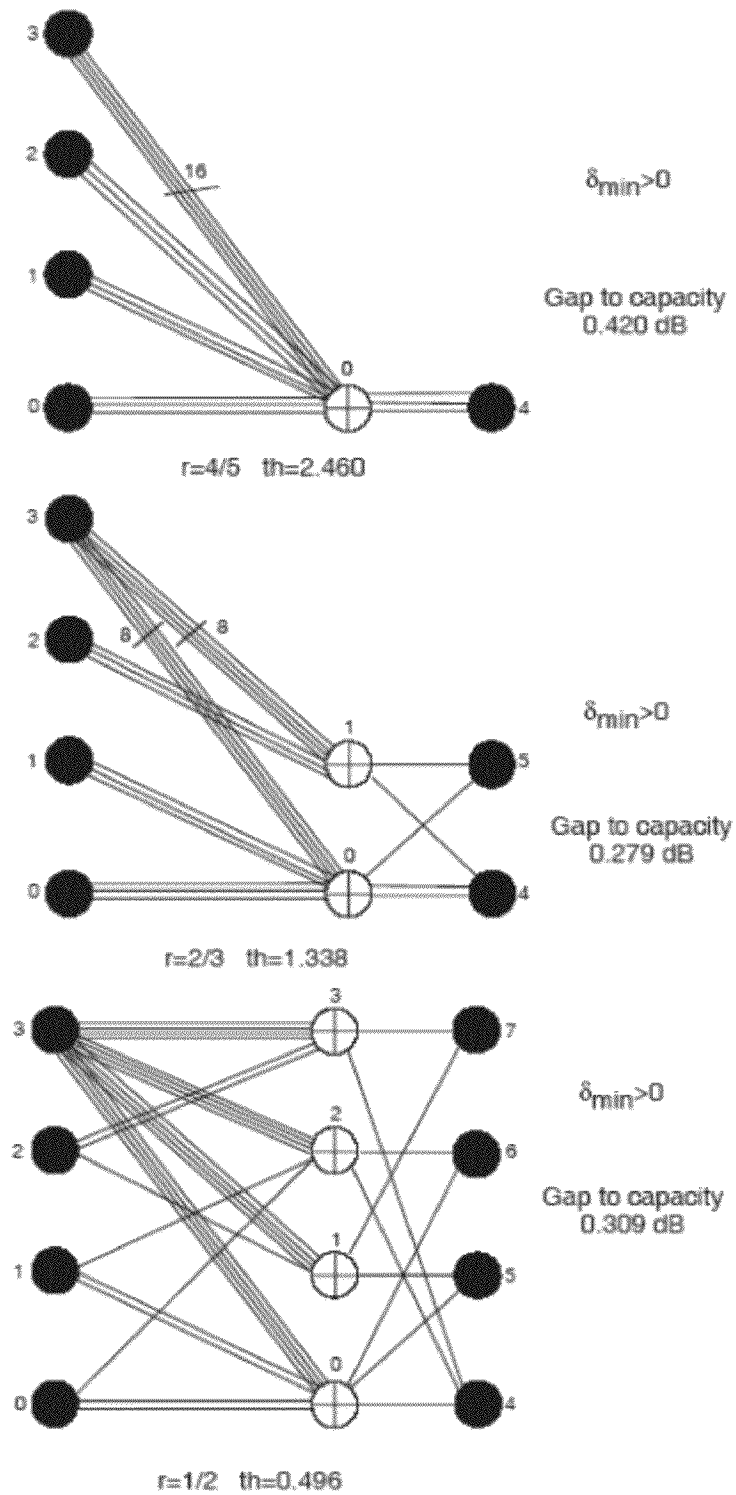 3
2
16
δmin>0
1
Gap to capacity
0.420 dB
0
0
4
r=4/5 th=2.460
3
8
8
2
δmin>0
1
1
5
Gap to capacity
0.279 dB
0
0
4
r=2/3 th=1.338
3
3
7
δmin>0
2
2
6
Gap to capacity
0.309 dB
1
1
5
0
0
4
r=1/2 th=0.496